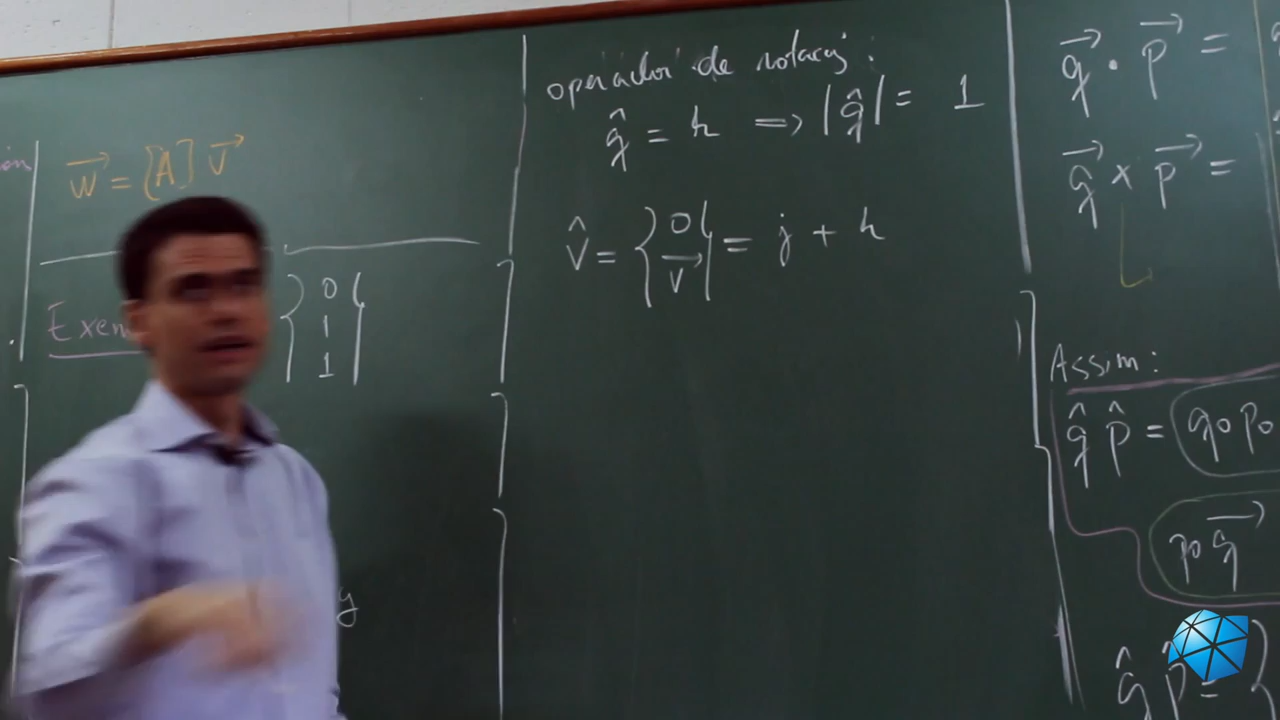 w = [A] v
Exem
{ 0
1
1 }
y
operador de rotação:
q̂ = k ⟹ |q̂| = 1
v̂ = { 0
v⃗ } = j + k
q⃗ · p⃗ =
q⃗ × p⃗ =
Assim:
q̂ p̂ = q₀ p₀
p₀ q⃗
q̂ p̂ = {